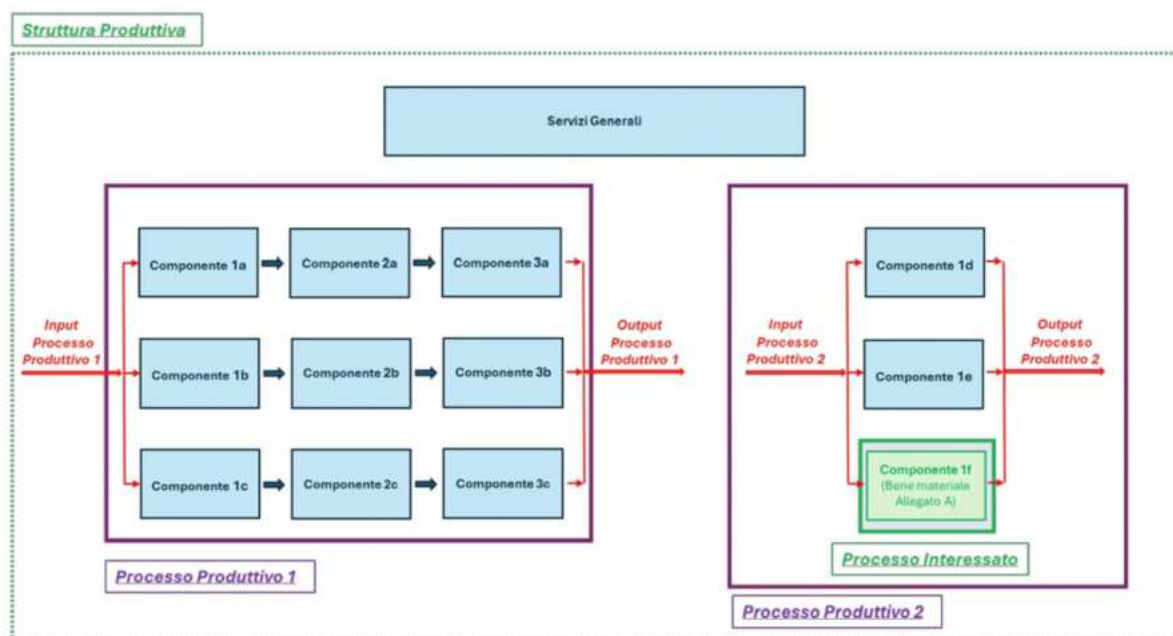 Struttura Produttiva
Servizi Generali
Componente 1a
Componente 2a
Componente 3a
Input
Processo
Produttivo 1
Componente 1b
Componente 2b
Componente 3b
Output
Processo
Produttivo 1
Componente 1c
Componente 2c
Componente 3c
Processo Produttivo 1
Componente 1d
Input
Processo
Produttivo 2
Componente 1e
Output
Processo
Produttivo 2
Componente 1f
(Bene materiale
Allegato A)
Processo Interessato
Processo Produttivo 2